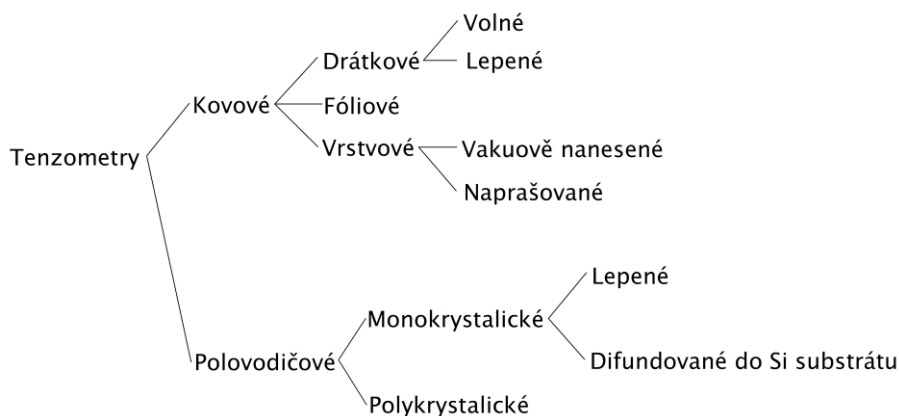 Volné
Drátkové
Lepené
Kovové
Fóliové
Vrstvové
Vakuově nanesené
Tenzometry
Naprašované
Lepené
Monokrystalické
Polovodičové
Difundované do Si substrátu
Polykrystalické